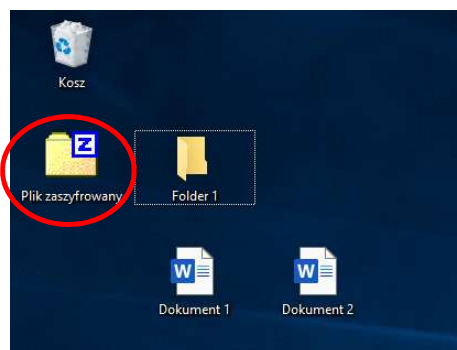 Kosz
Z
Plik zaszyfrowany
Folder 1
W
W
Dokument 1
Dokument 2